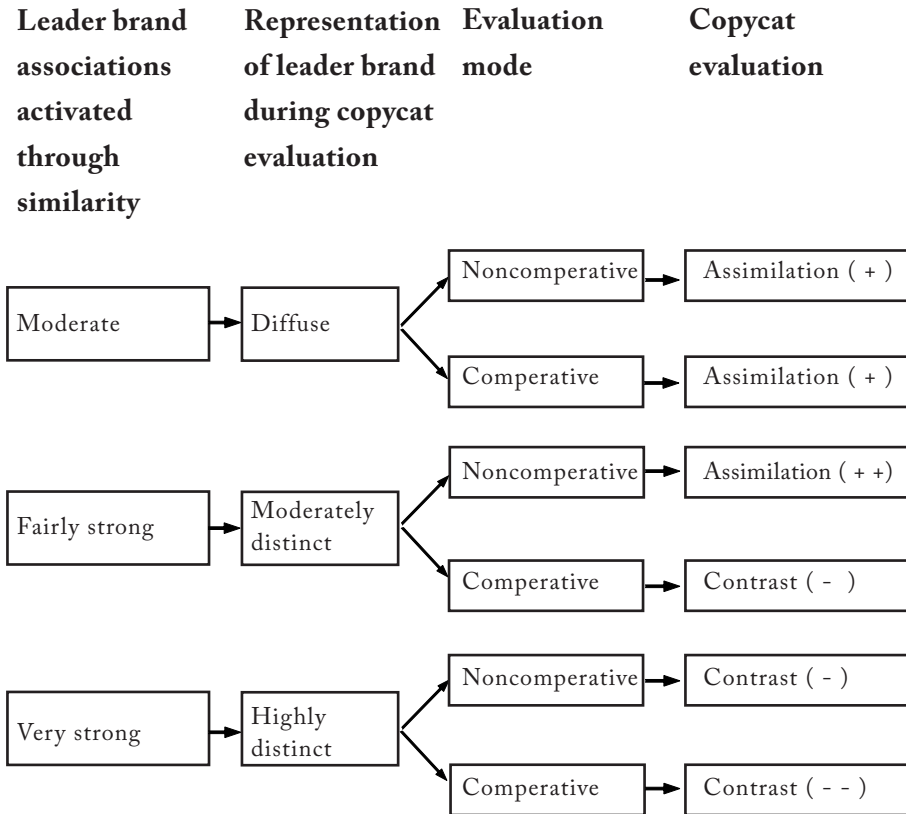 Leader brand
associations
activated
through
similarity
Representation
of leader brand
during copycat
evaluation
Evaluation
mode
Copycat
evaluation
Moderate
Diffuse
Noncomperative
Assimilation ( + )
Comperative
Assimilation ( + )
Fairly strong
Moderately
distinct
Noncomperative
Assimilation ( + +)
Comperative
Contrast ( - )
Very strong
Highly
distinct
Noncomperative
Contrast ( - )
Comperative
Contrast ( - - )